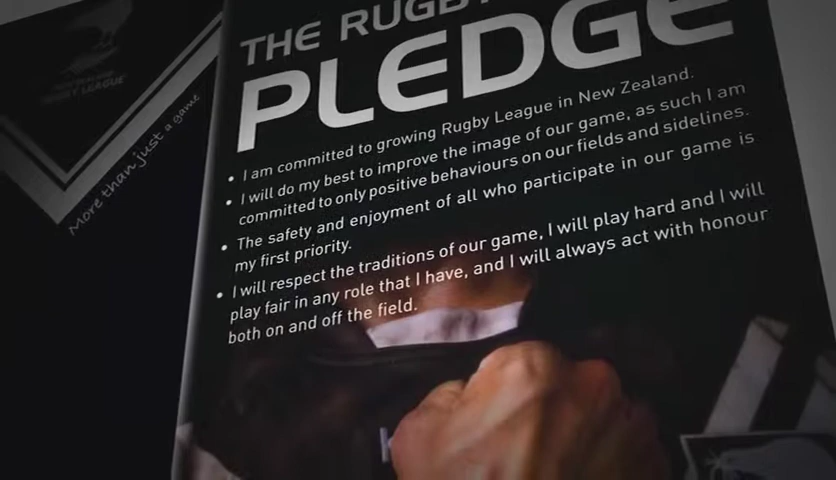 RUGBY LEAGUE
More than just a game
THE RUGBY
PLEDGE
• I am committed to growing Rugby League in New Zealand.
• I will do my best to improve the image of our game, as such I am
committed to only positive behaviours on our fields and sidelines.
• The safety and enjoyment of all who participate in our game is
my first priority.
• I will respect the traditions of our game, I will play hard and I will
play fair in any role that I have, and I will always act with honour
both on and off the field.